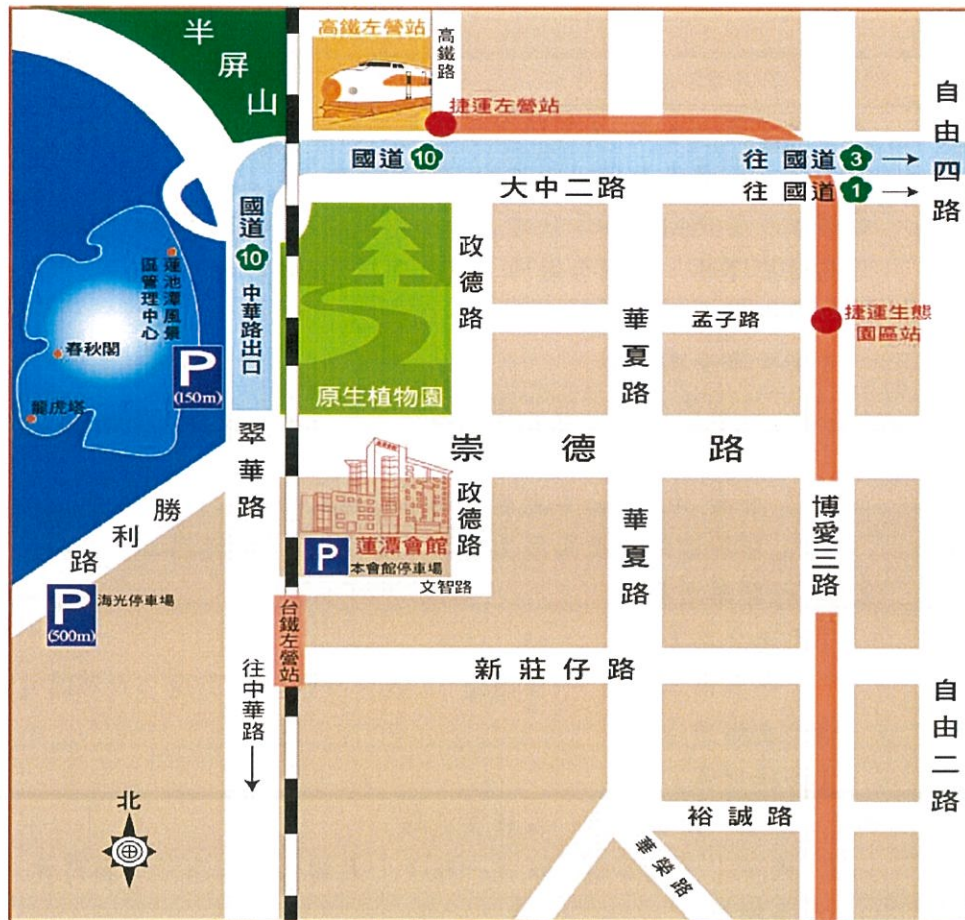 半屏山
高鐵左營站
高鐵路
捷運左營站
自由四路
國道 10
往 國道 3
大中二路
往 國道 1
國道 10 中華路出口
蓮池潭風景
區管理中心
春秋閣
龍虎塔
P
(150m)
原生植物園
政德路
華夏路
孟子路
捷運生態
園區站
翠華路
崇德路
勝利路
政德路
華夏路
博愛三路
P
蓮潭會館
本會館停車場
文智路
P
(500m)
海光停車場
台鐵左營站
新莊仔路
往中華路
自由二路
裕誠路
華榮路
北